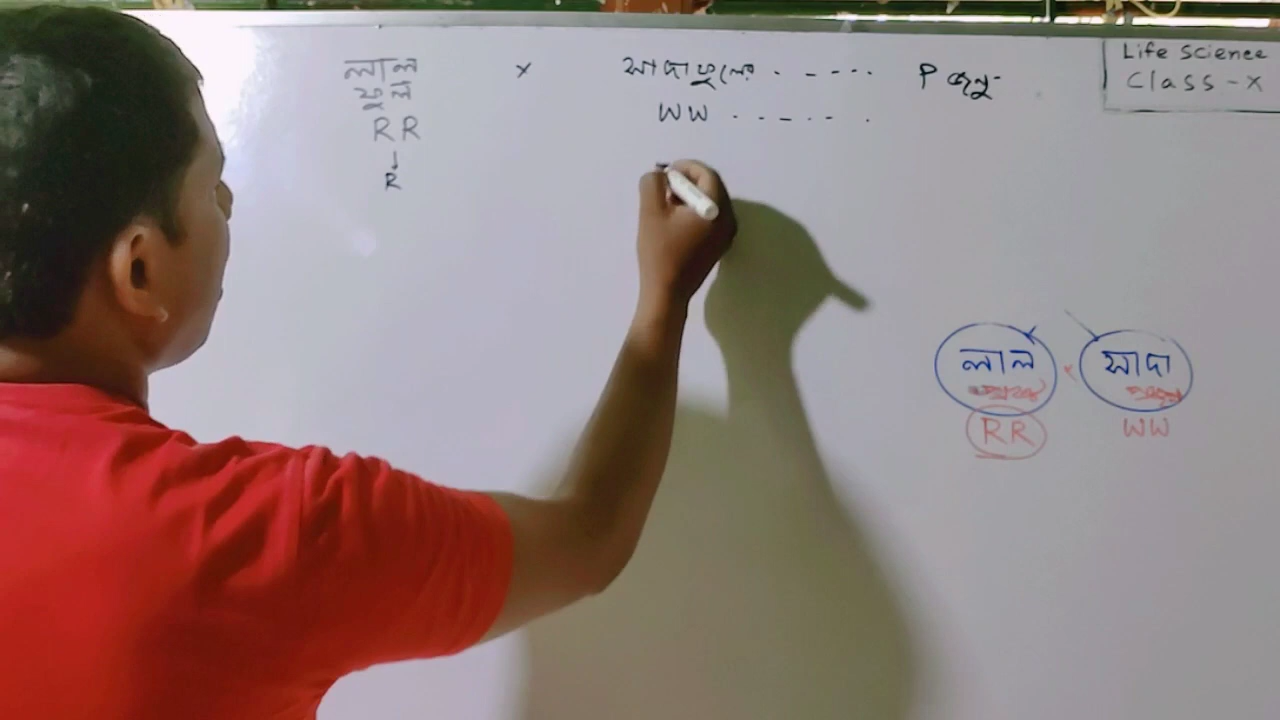 লাল × সাদাফুলের . – – · · · P জনু-
ফুলের
RR WW · · · – · · ·
↓
R
Life Science
Class - X
লাল × সাদা
RR WW